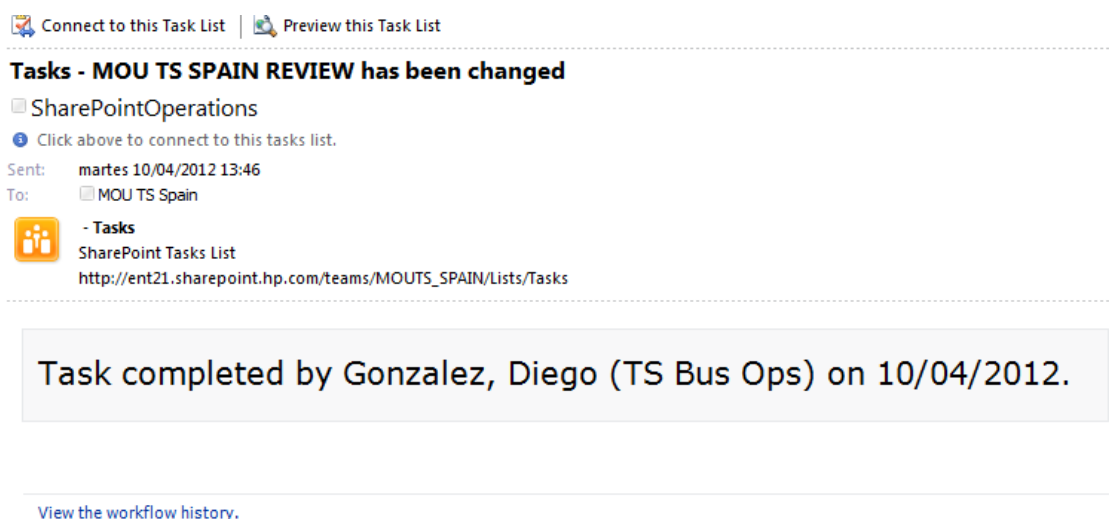 Connect to this Task List | Preview this Task List
Tasks - MOU TS SPAIN REVIEW has been changed
SharePointOperations
Click above to connect to this tasks list.
Sent: martes 10/04/2012 13:46
To: MOU TS Spain
- Tasks
SharePoint Tasks List
http://ent21.sharepoint.hp.com/teams/MOUTS_SPAIN/Lists/Tasks
Task completed by Gonzalez, Diego (TS Bus Ops) on 10/04/2012.
View the workflow history.